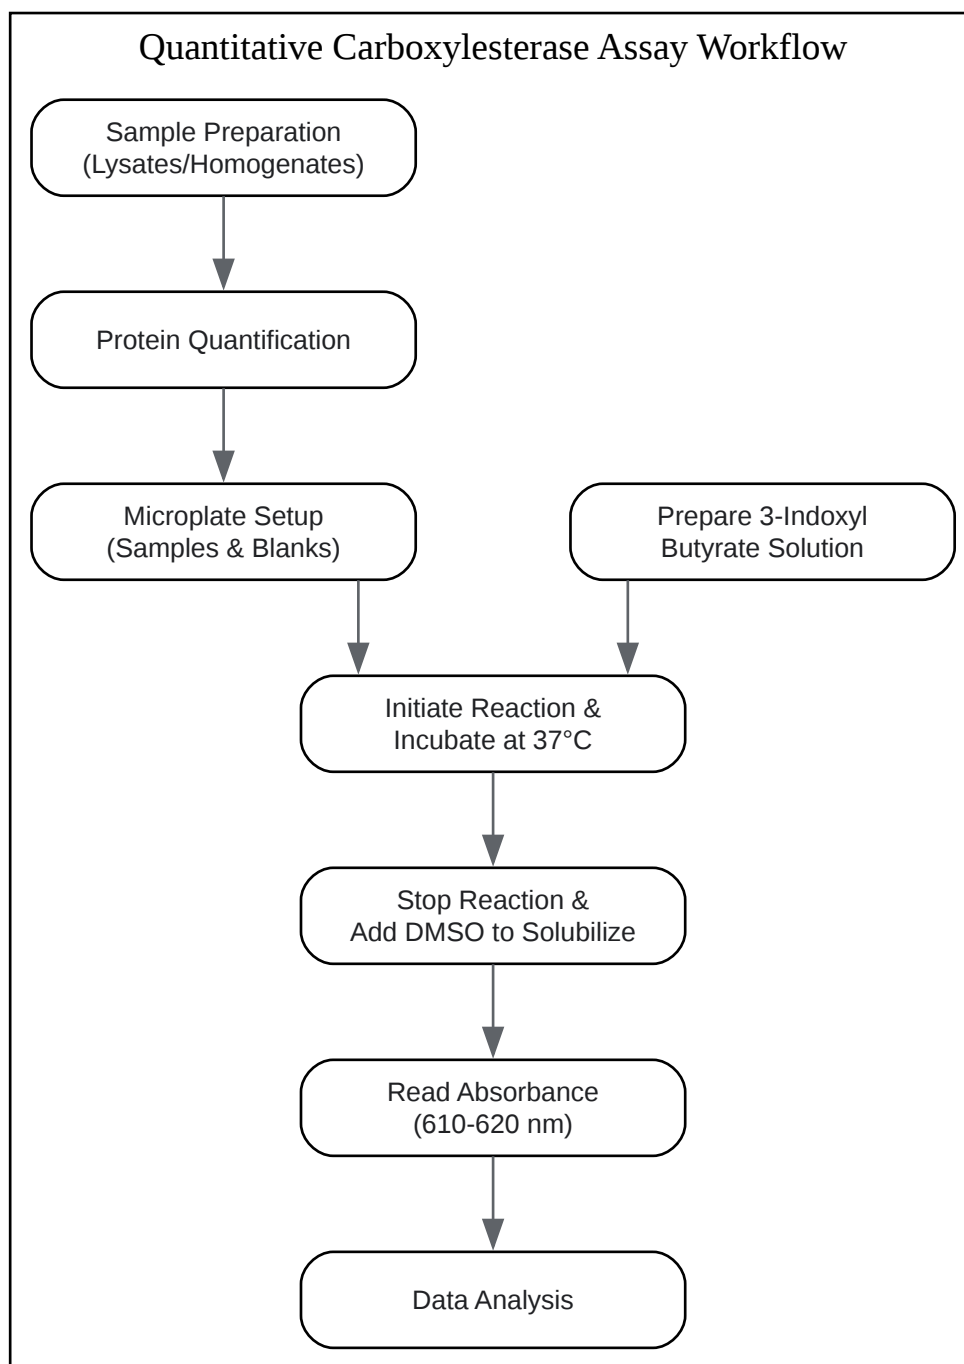 Quantitative Carboxylesterase Assay Workflow
Sample Preparation
(Lysates/Homogenates)
Protein Quantification
Microplate Setup
(Samples & Blanks)
Prepare 3-Indoxyl
Butyrate Solution
Initiate Reaction &
Incubate at 37°C
Stop Reaction &
Add DMSO to Solubilize
Read Absorbance
(610-620 nm)
Data Analysis